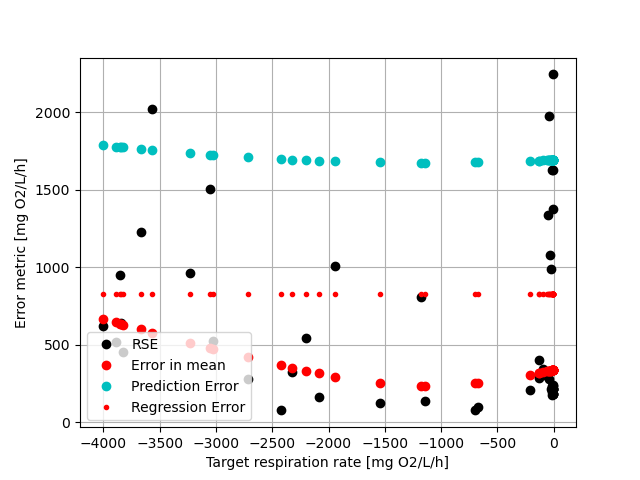 2000
1500
1000
500
0
Error metric [mg O2/L/h]
RSE
Error in mean
Prediction Error
Regression Error
−4000 −3500 −3000 −2500 −2000 −1500 −1000 −500 0
Target respiration rate [mg O2/L/h]